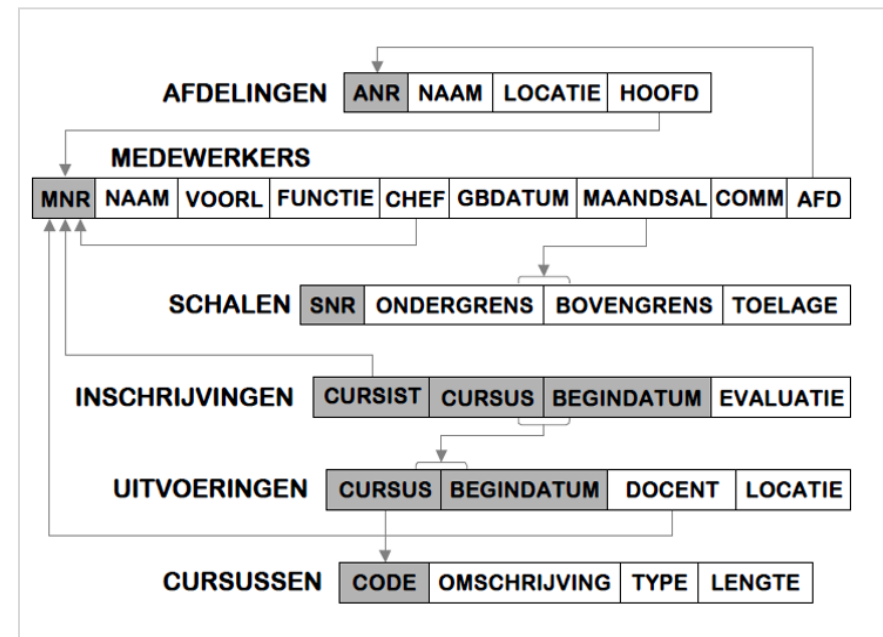 AFDELINGEN ANR NAAM LOCATIE HOOFD
MEDEWERKERS
MNR NAAM VOORL FUNCTIE CHEF GBDATUM MAANDSAL COMM AFD
SCHALEN SNR ONDERGRENS BOVENGRENS TOELAGE
INSCHRIJVINGEN CURSIST CURSUS BEGINDATUM EVALUATIE
UITVOERINGEN CURSUS BEGINDATUM DOCENT LOCATIE
CURSUSSEN CODE OMSCHRIJVING TYPE LENGTE